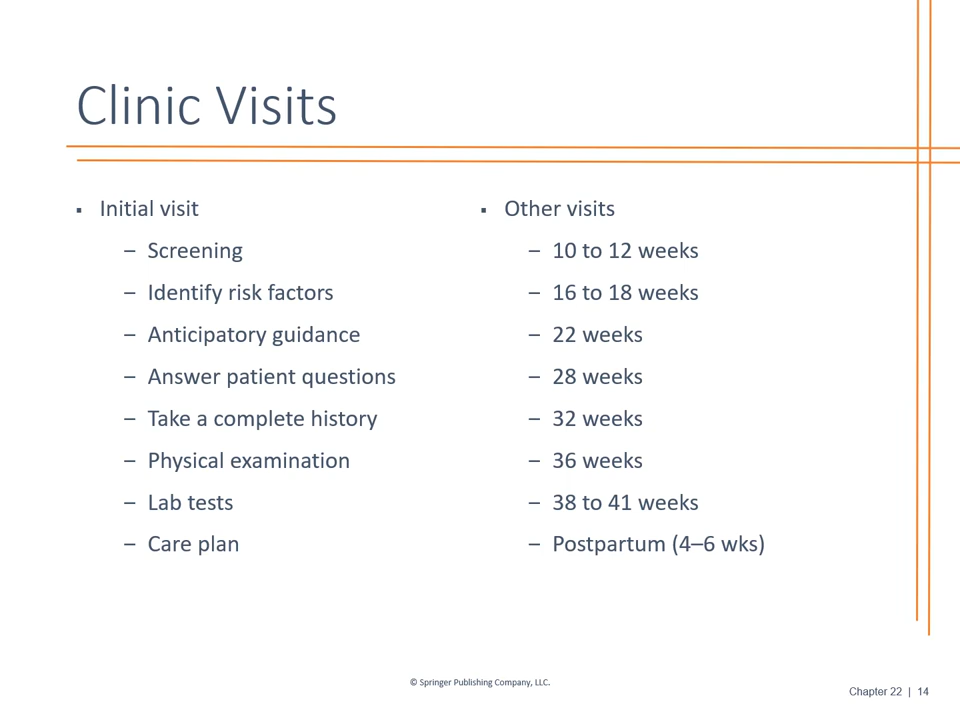 Clinic Visits
▪ Initial visit
– Screening
– Identify risk factors
– Anticipatory guidance
– Answer patient questions
– Take a complete history
– Physical examination
– Lab tests
– Care plan
▪ Other visits
– 10 to 12 weeks
– 16 to 18 weeks
– 22 weeks
– 28 weeks
– 32 weeks
– 36 weeks
– 38 to 41 weeks
– Postpartum (4–6 wks)
© Springer Publishing Company, LLC.
Chapter 22 | 14